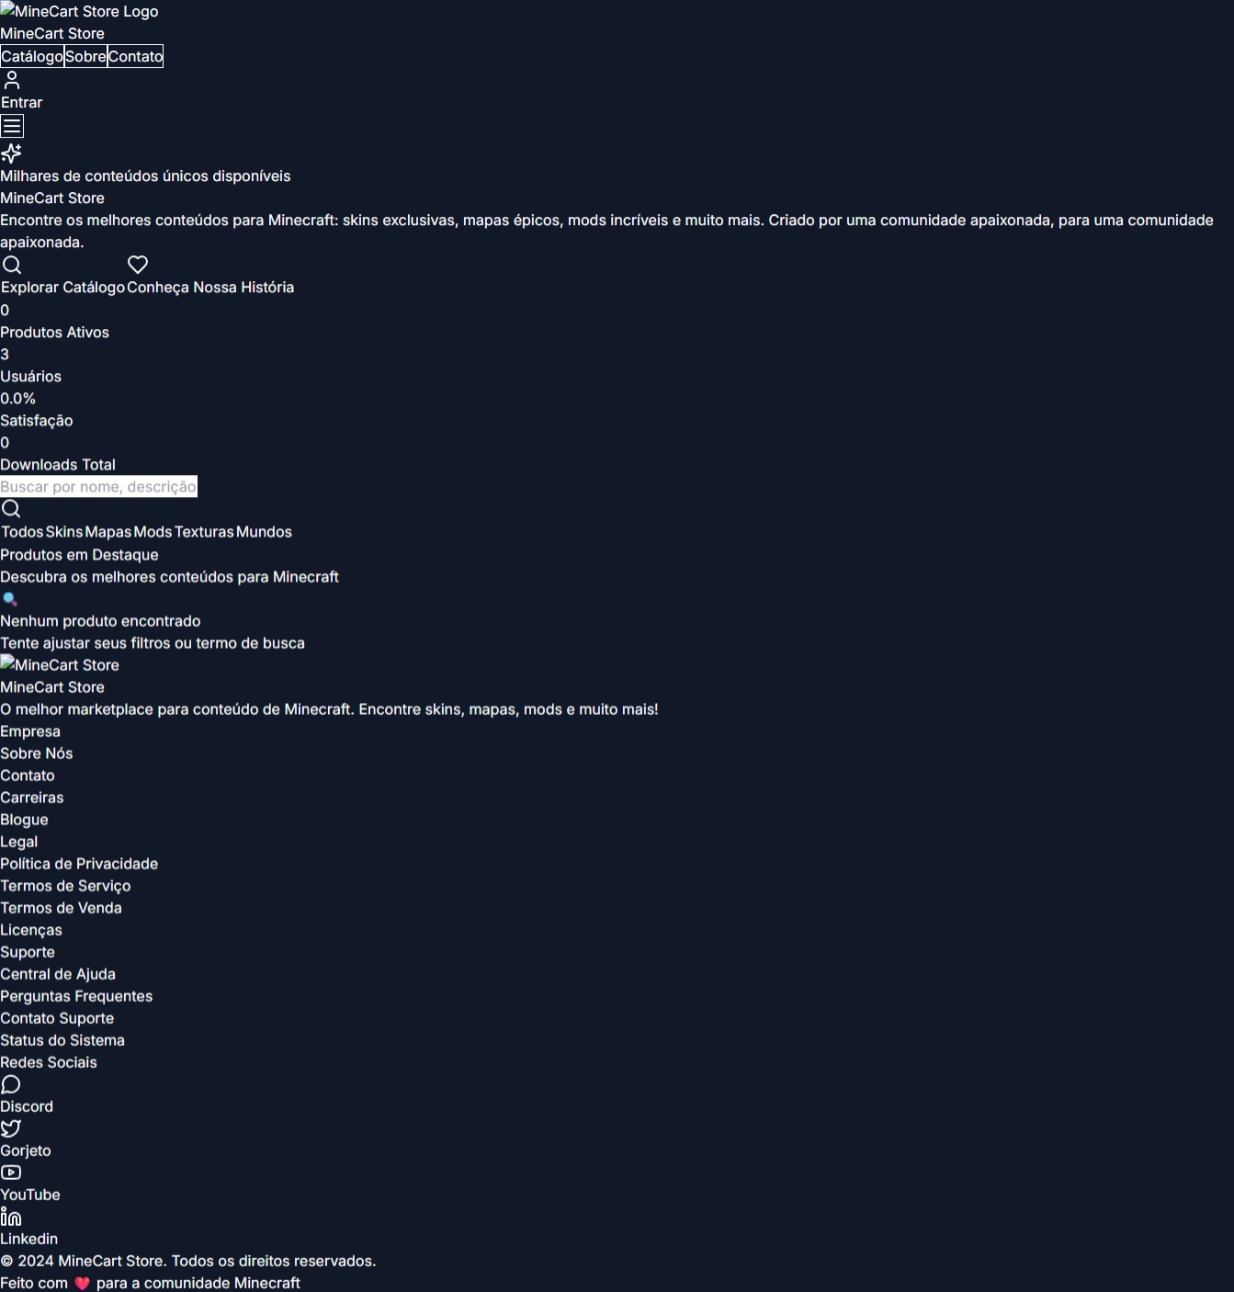 MineCart Store Logo
MineCart Store
Catálogo Sobre Contato
Entrar
Milhares de conteúdos únicos disponíveis
MineCart Store
Encontre os melhores conteúdos para Minecraft: skins exclusivas, mapas épicos, mods incríveis e muito mais. Criado por uma comunidade apaixonada, para uma comunidade
apaixonada.
Explorar Catálogo Conheça Nossa História
0
Produtos Ativos
3
Usuários
0.0%
Satisfação
0
Downloads Total
Buscar por nome, descrição
Todos Skins Mapas Mods Texturas Mundos
Produtos em Destaque
Descubra os melhores conteúdos para Minecraft
Nenhum produto encontrado
Tente ajustar seus filtros ou termo de busca
MineCart Store
MineCart Store
O melhor marketplace para conteúdo de Minecraft. Encontre skins, mapas, mods e muito mais!
Empresa
Sobre Nós
Contato
Carreiras
Blogue
Legal
Política de Privacidade
Termos de Serviço
Termos de Venda
Licenças
Suporte
Central de Ajuda
Perguntas Frequentes
Contato Suporte
Status do Sistema
Redes Sociais
Discord
Gorjeto
YouTube
Linkedin
© 2024 MineCart Store. Todos os direitos reservados.
Feito com ❤️ para a comunidade Minecraft